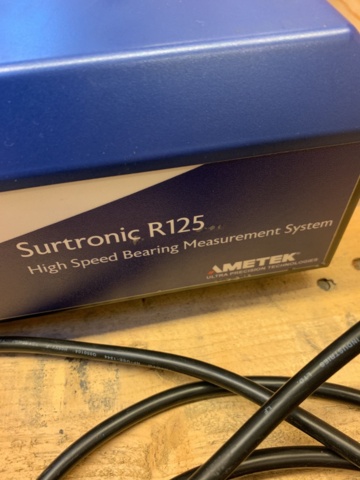 Surtronic R125
High Speed Bearing Measurement System
AMETEK
ULTRA PRECISION TECHNOLOGIES